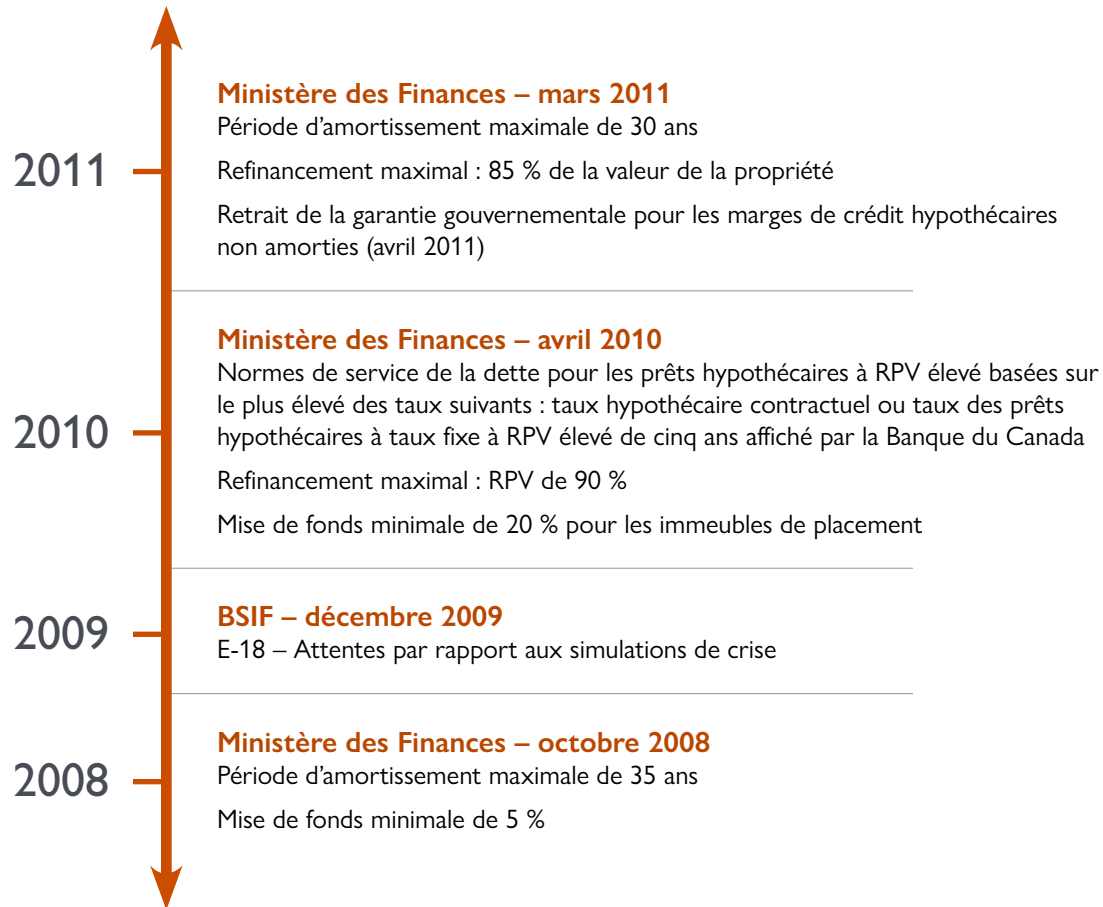 2011
Ministère des Finances – mars 2011
Période d’amortissement maximale de 30 ans
Refinancement maximal : 85 % de la valeur de la propriété
Retrait de la garantie gouvernementale pour les marges de crédit hypothécaires
non amorties (avril 2011)
2010
Ministère des Finances – avril 2010
Normes de service de la dette pour les prêts hypothécaires à RPV élevé basées sur
le plus élevé des taux suivants : taux hypothécaire contractuel ou taux des prêts
hypothécaires à taux fixe à RPV élevé de cinq ans affiché par la Banque du Canada
Refinancement maximal : RPV de 90 %
Mise de fonds minimale de 20 % pour les immeubles de placement
2009
BSIF – décembre 2009
E-18 – Attentes par rapport aux simulations de crise
2008
Ministère des Finances – octobre 2008
Période d’amortissement maximale de 35 ans
Mise de fonds minimale de 5 %